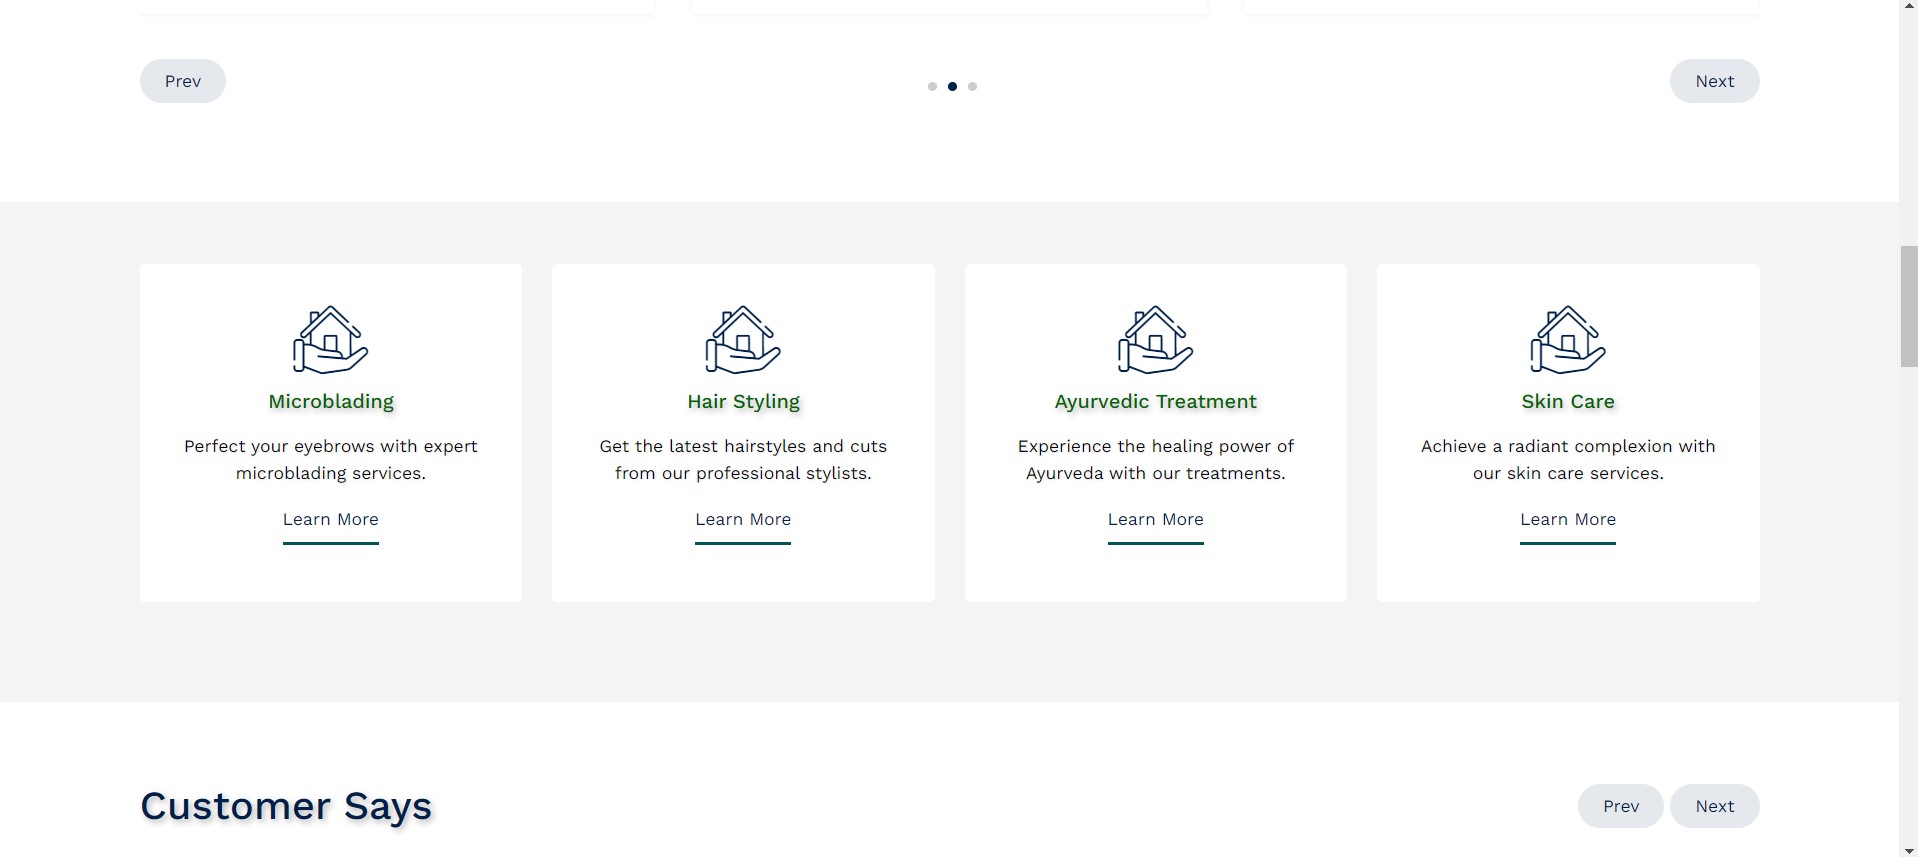 Prev
Next
Microblading
Perfect your eyebrows with expert
microblading services.
Learn More
Hair Styling
Get the latest hairstyles and cuts
from our professional stylists.
Learn More
Ayurvedic Treatment
Experience the healing power of
Ayurveda with our treatments.
Learn More
Skin Care
Achieve a radiant complexion with
our skin care services.
Learn More
Customer Says
Prev
Next